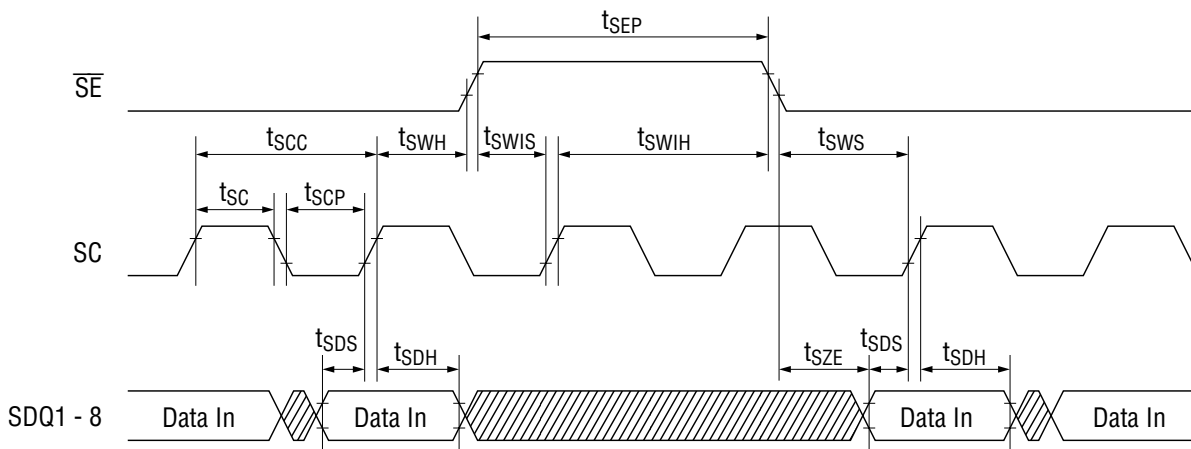 tSEP
SE
tSCC tSWH tSWIS tSWIH tSWS
tSC tSCP
SC
tSDS tSDH tSZE tSDS tSDH
SDQ1 - 8 Data In Data In Data In Data In